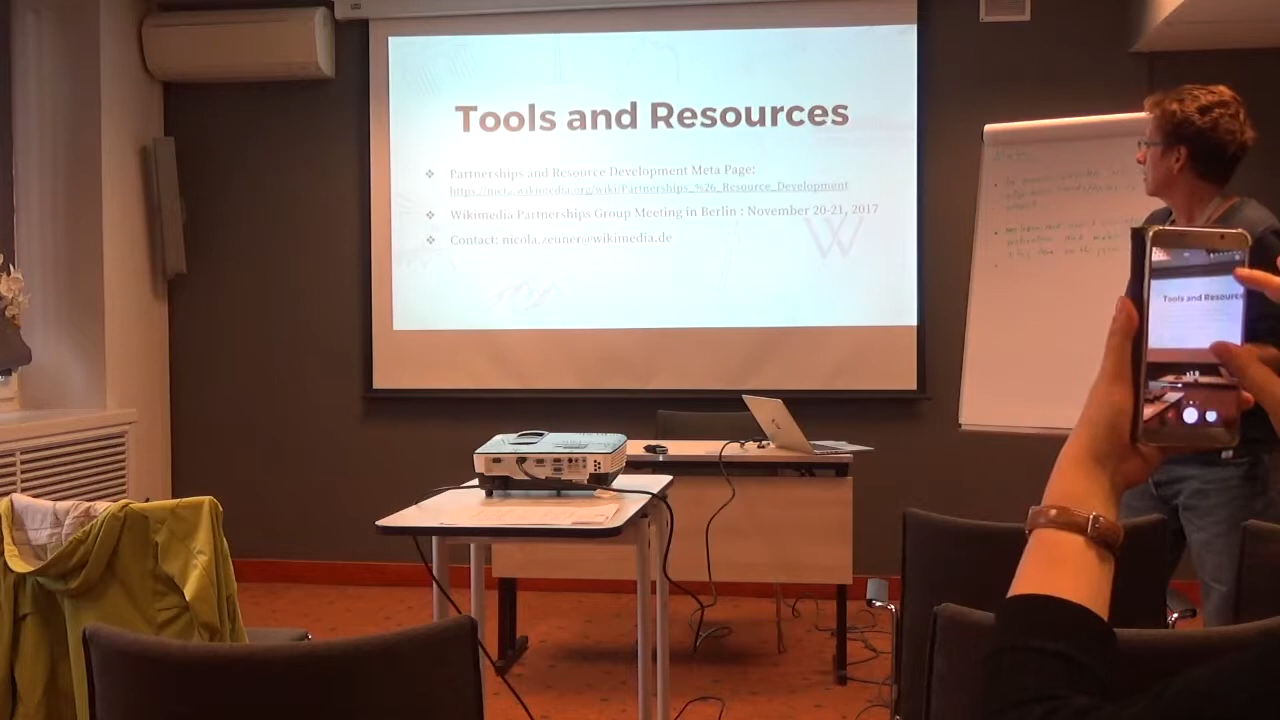 Tools and Resources
❖ Partnerships and Resource Development Meta Page:
https://meta.wikimedia.org/wiki/Partnerships_%26_Resource_Development
❖ Wikimedia Partnerships Group Meeting in Berlin : November 20-21, 2017
❖ Contact: nicola.zeuner@wikimedia.de
W
Tools and Resources